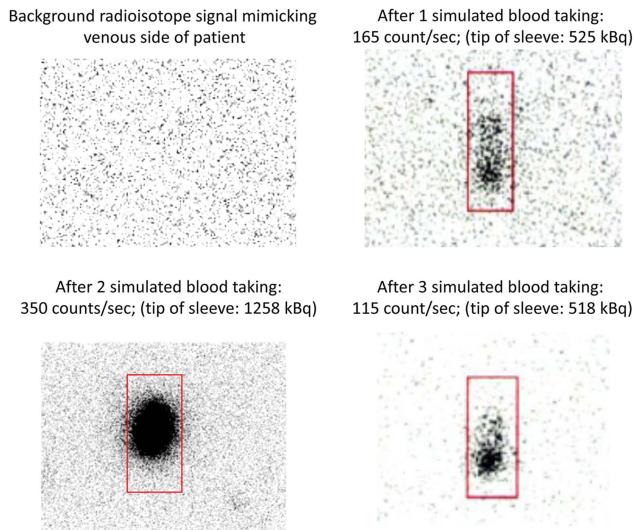 Background radioisotope signal mimicking
venous side of patient
After 1 simulated blood taking:
165 count/sec; (tip of sleeve: 525 kBq)
After 2 simulated blood taking:
350 counts/sec; (tip of sleeve: 1258 kBq)
After 3 simulated blood taking:
115 count/sec; (tip of sleeve: 518 kBq)